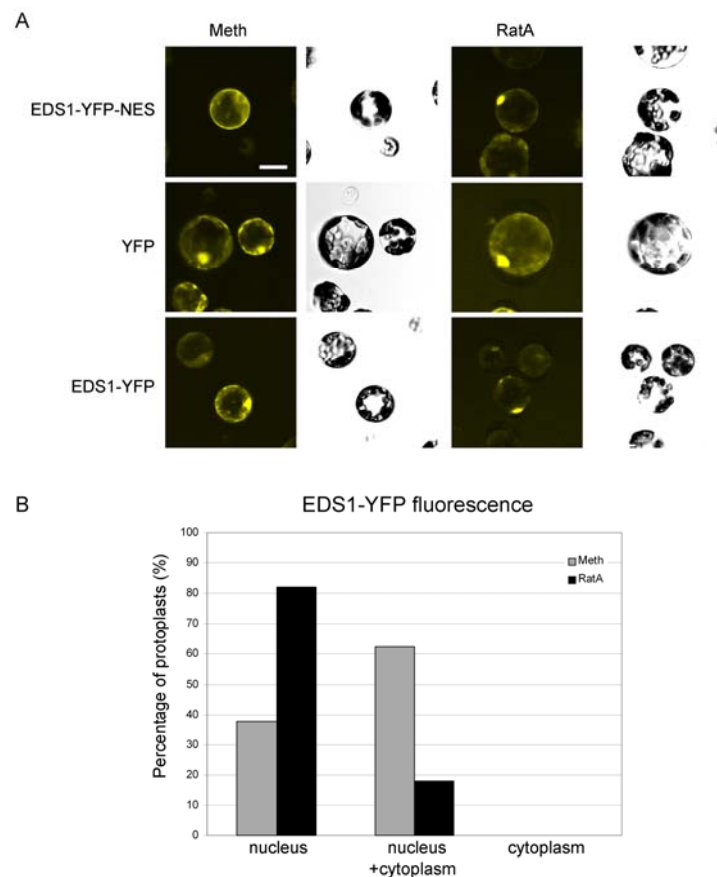 A
Meth RatA
EDS1-YFP-NES
YFP
EDS1-YFP
B
EDS1-YFP fluorescence
Percentage of protoplasts (%)
100
90
80
70
60
50
40
30
20
10
0
Meth
RatA
nucleus nucleus cytoplasm
+cytoplasm